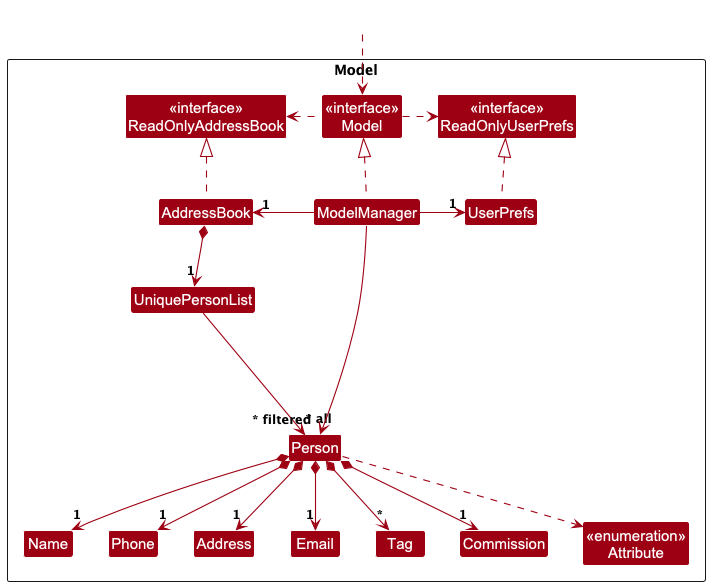 Model
«interface»
ReadOnlyAddressBook
«interface»
Model
«interface»
ReadOnlyUserPrefs
AddressBook
1
ModelManager
1
UserPrefs
1
UniquePersonList
* filtered
* all
Person
1
1
1
1
*
1
Name
Phone
Address
Email
Tag
Commission
«enumeration»
Attribute